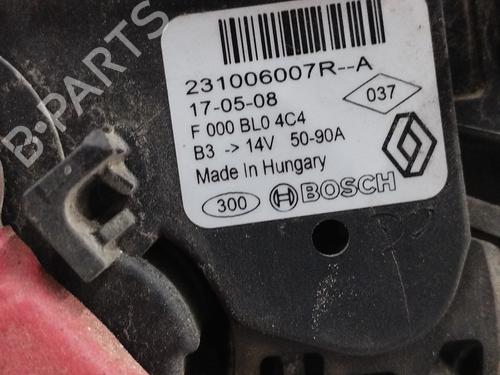 B-PARTS
231006007R--A
17-05-08
037
F 000 BL0 4C4
B3 -> 14V 50-90A
Made In Hungary
300 BOSCH